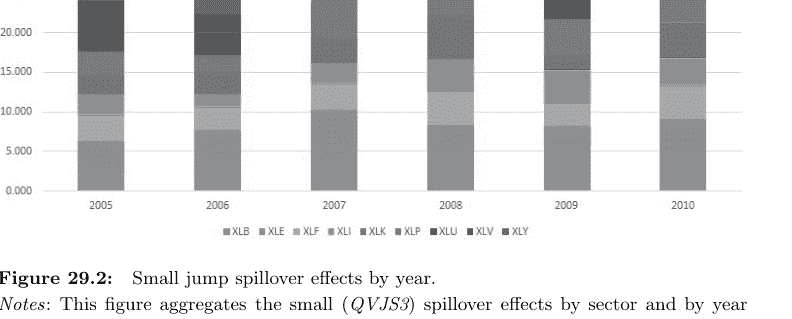 20.000
15.000
10.000
5.000
0.000
2005 2006 2007 2008 2009 2010
XLB XLE XLF XLI XLK XLP XLU XLV XLY
Figure 29.2: Small jump spillover effects by year.
Notes: This figure aggregates the small (QVJS3) spillover effects by sector and by year